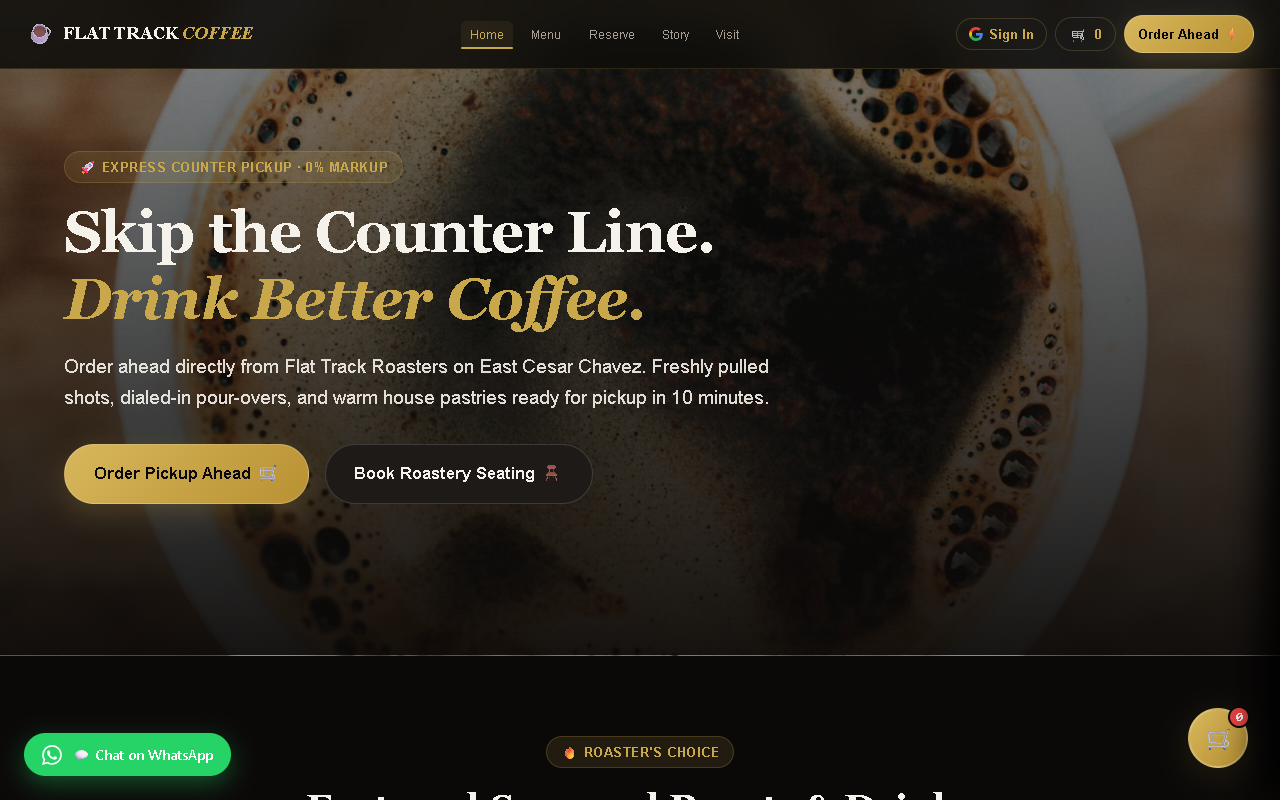 FLAT TRACK COFFEE
Home
Menu
Reserve
Story
Visit
Sign In
0
Order Ahead
EXPRESS COUNTER PICKUP · 0% MARKUP
Skip the Counter Line.
Drink Better Coffee.
Order ahead directly from Flat Track Roasters on East Cesar Chavez. Freshly pulled
shots, dialed-in pour-overs, and warm house pastries ready for pickup in 10 minutes.
Order Pickup Ahead
Book Roastery Seating
0
Chat on WhatsApp
ROASTER'S CHOICE